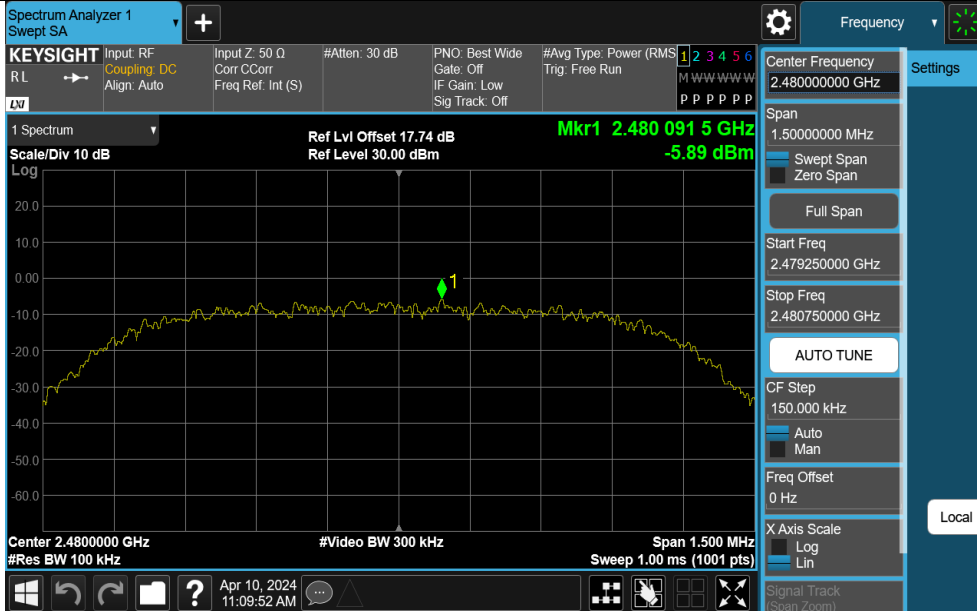 Spectrum Analyzer 1
Swept SA
+
Frequency
KEYSIGHT
RL
LXI
Input: RF
Coupling: DC
Align: Auto
Input Z: 50 Ω
Corr CCorr
Freq Ref: Int (S)
#Atten: 30 dB
PNO: Best Wide
Gate: Off
IF Gain: Low
Sig Track: Off
#Avg Type: Power (RMS
Trig: Free Run
1 2 3 4 5 6
M W W W W W
P P P P P P
1 Spectrum
Scale/Div 10 dB
Log
Ref Lvl Offset 17.74 dB
Ref Level 30.00 dBm
Mkr1 2.480 091 5 GHz
-5.89 dBm
20.0
10.0
0.00
-10.0
-20.0
-30.0
-40.0
-50.0
-60.0
1
Center 2.4800000 GHz
#Res BW 100 kHz
#Video BW 300 kHz
Span 1.500 MHz
Sweep 1.00 ms (1001 pts)
Center Frequency
2.480000000 GHz
Span
1.50000000 MHz
Swept Span
Zero Span
Full Span
Start Freq
2.479250000 GHz
Stop Freq
2.480750000 GHz
AUTO TUNE
CF Step
150.000 kHz
Auto
Man
Freq Offset
0 Hz
X Axis Scale
Log
Lin
Signal Track
(Span Zoom)
Settings
Local
?
Apr 10, 2024
11:09:52 AM